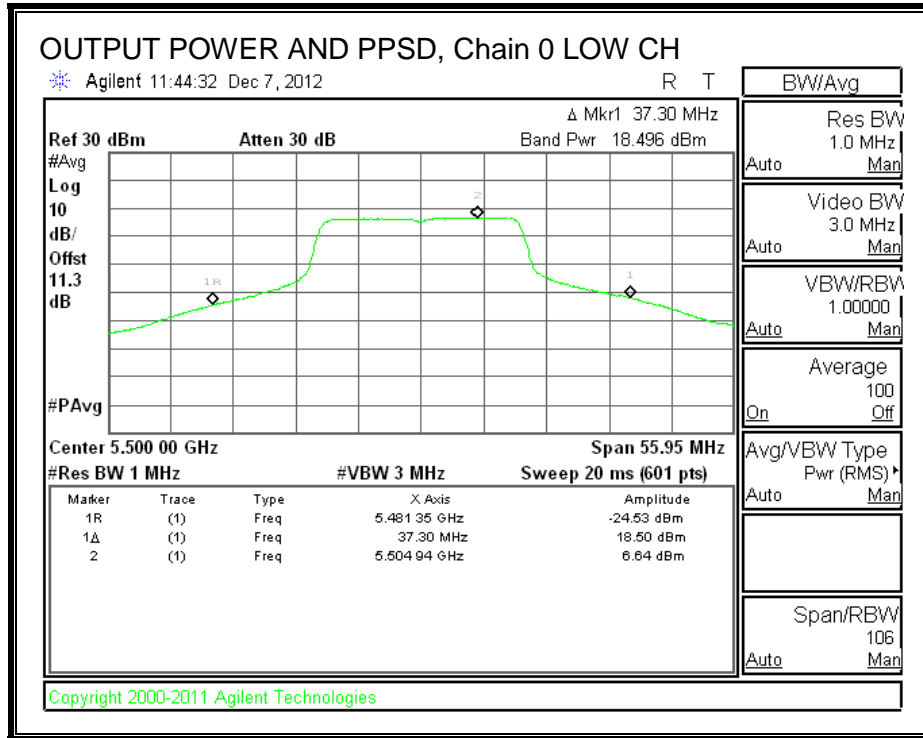 OUTPUT POWER AND PPSD, Chain 0 LOW CH
Agilent 11:44:32 Dec 7, 2012
R T
Δ Mkr1 37.30 MHz
Ref 30 dBm
Atten 30 dB
Band Pwr 18.496 dBm
#Avg
Log
10
dB/
Offst
11.3
dB
#PAvg
1R
2
1
Center 5.500 00 GHz
Span 55.95 MHz
#Res BW 1 MHz
#VBW 3 MHz
Sweep 20 ms (601 pts)
Marker Trace Type X Axis Amplitude
1R (1) Freq 5.481 35 GHz -24.53 dBm
1Δ (1) Freq 37.30 MHz 18.50 dBm
2 (1) Freq 5.504 94 GHz 6.64 dBm
BW/Avg
Res BW
1.0 MHz
Auto Man
Video BW
3.0 MHz
Auto Man
VBW/RBW
1.00000
Auto Man
Average
100
On Off
Avg/VBW Type
Pwr (RMS)
Auto Man
Span/RBW
106
Auto Man
Copyright 2000-2011 Agilent Technologies